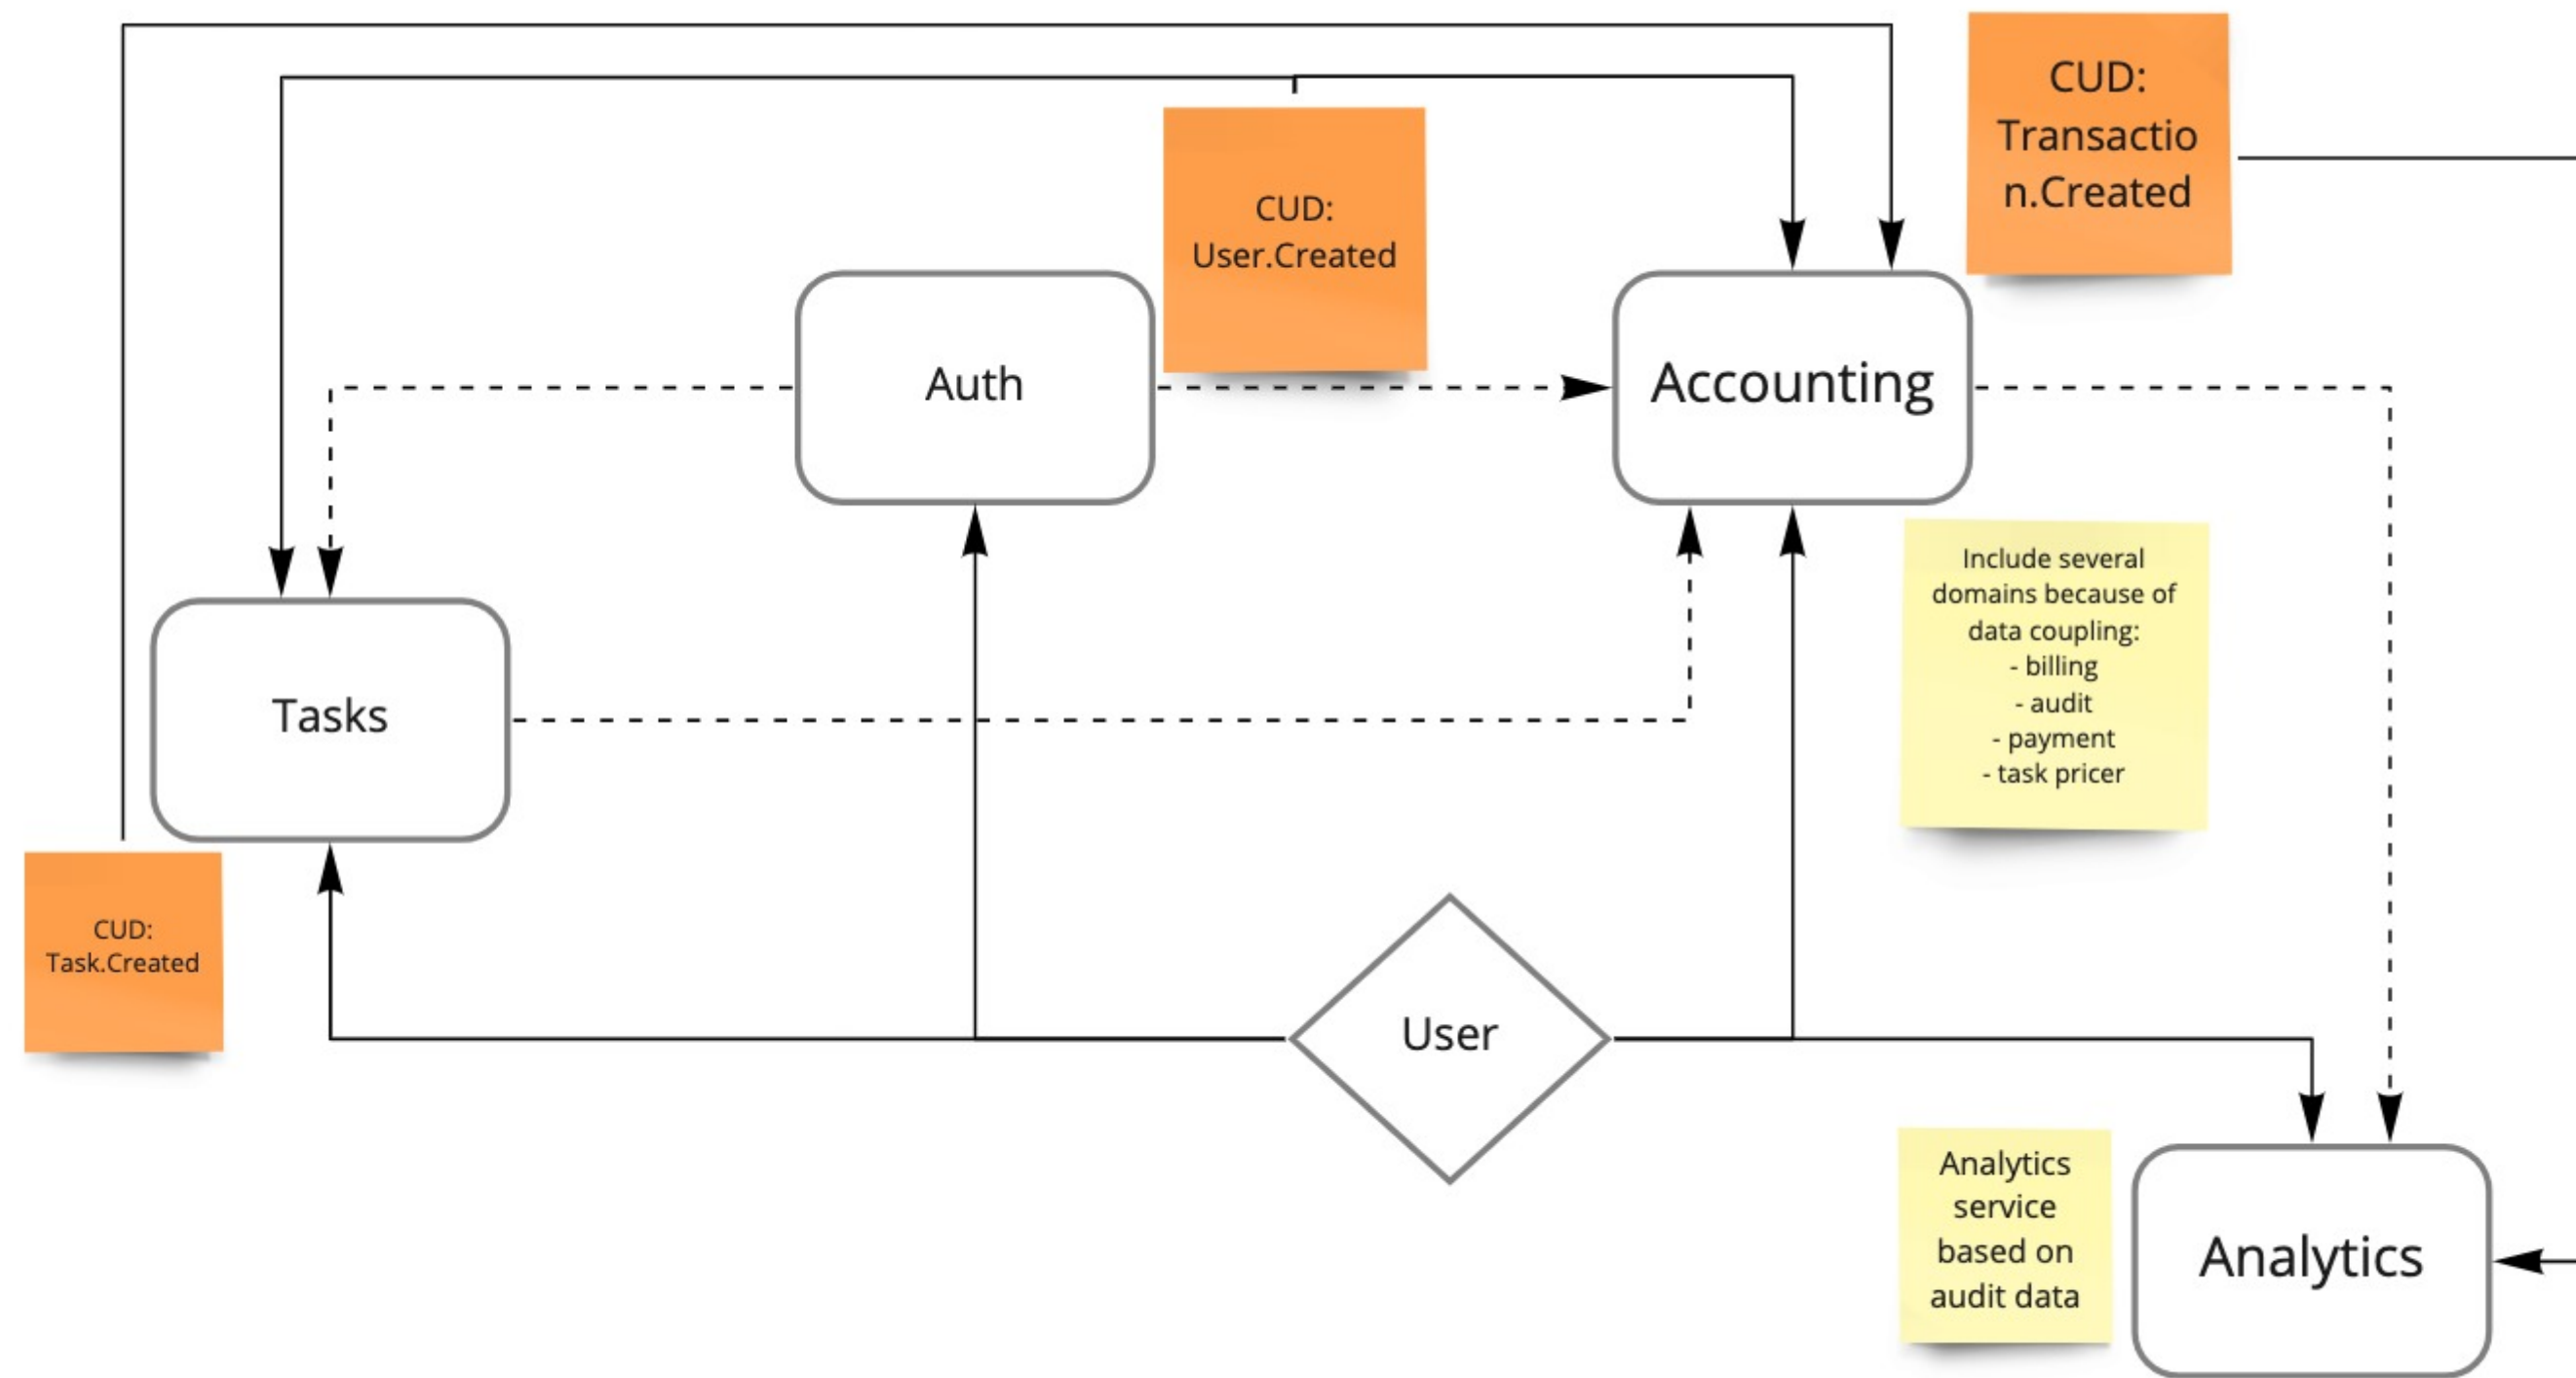 CUD:
Transactio
n.Created
CUD:
User.Created
Auth
Accounting
Include several
domains because of
data coupling:
- billing
- audit
- payment
- task pricer
Tasks
CUD:
Task.Created
User
Analytics
service
based on
audit data
Analytics